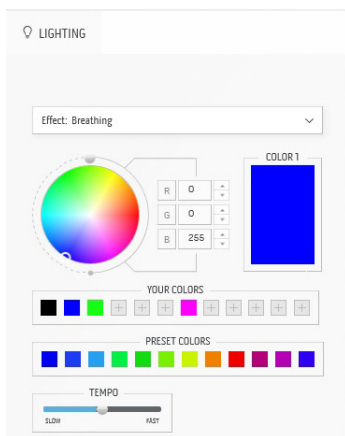 LIGHTING
Effect: Breathing
COLOR 1
R 0
G 0
B 255
YOUR COLORS
PRESET COLORS
TEMPO
SLOW FAST